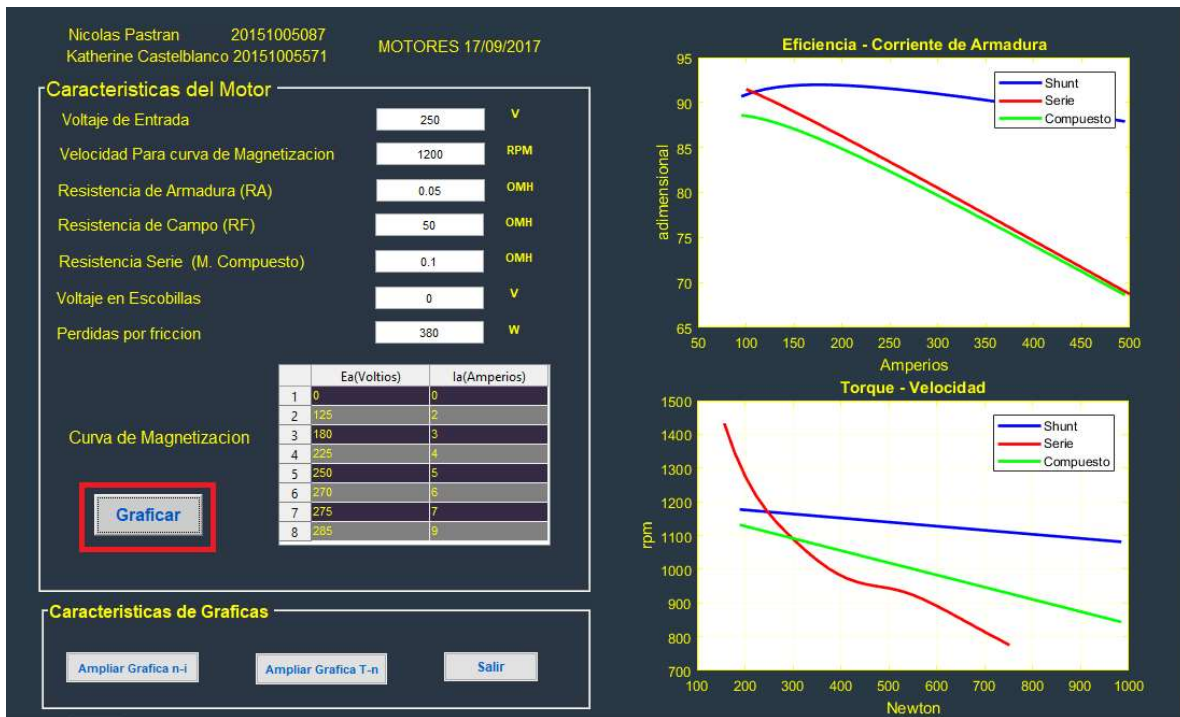 Nicolas Pastran 20151005087
Katherine Castelblanco 20151005571
MOTORES 17/09/2017
Caracteristicas del Motor
Voltaje de Entrada 250 V
Velocidad Para curva de Magnetizacion 1200 RPM
Resistencia de Armadura (RA) 0.05 OMH
Resistencia de Campo (RF) 50 OMH
Resistencia Serie (M. Compuesto) 0.1 OMH
Voltaje en Escobillas 0 V
Perdidas por friccion 380 W
Curva de Magnetizacion
Ea(Voltios) Ia(Amperios)
1 0 0
2 125 2
3 180 3
4 225 4
5 250 5
6 270 6
7 275 7
8 285 9
Graficar
Caracteristicas de Graficas
Ampliar Grafica n-i
Ampliar Grafica T-n
Salir
Eficiencia - Corriente de Armadura
95
90
85
80
75
70
65
adimensional
Shunt
Serie
Compuesto
50 100 150 200 250 300 350 400 450 500
Amperios
Torque - Velocidad
1500
1400
1300
1200
1100
1000
900
800
700
rpm
Shunt
Serie
Compuesto
100 200 300 400 500 600 700 800 900 1000
Newton